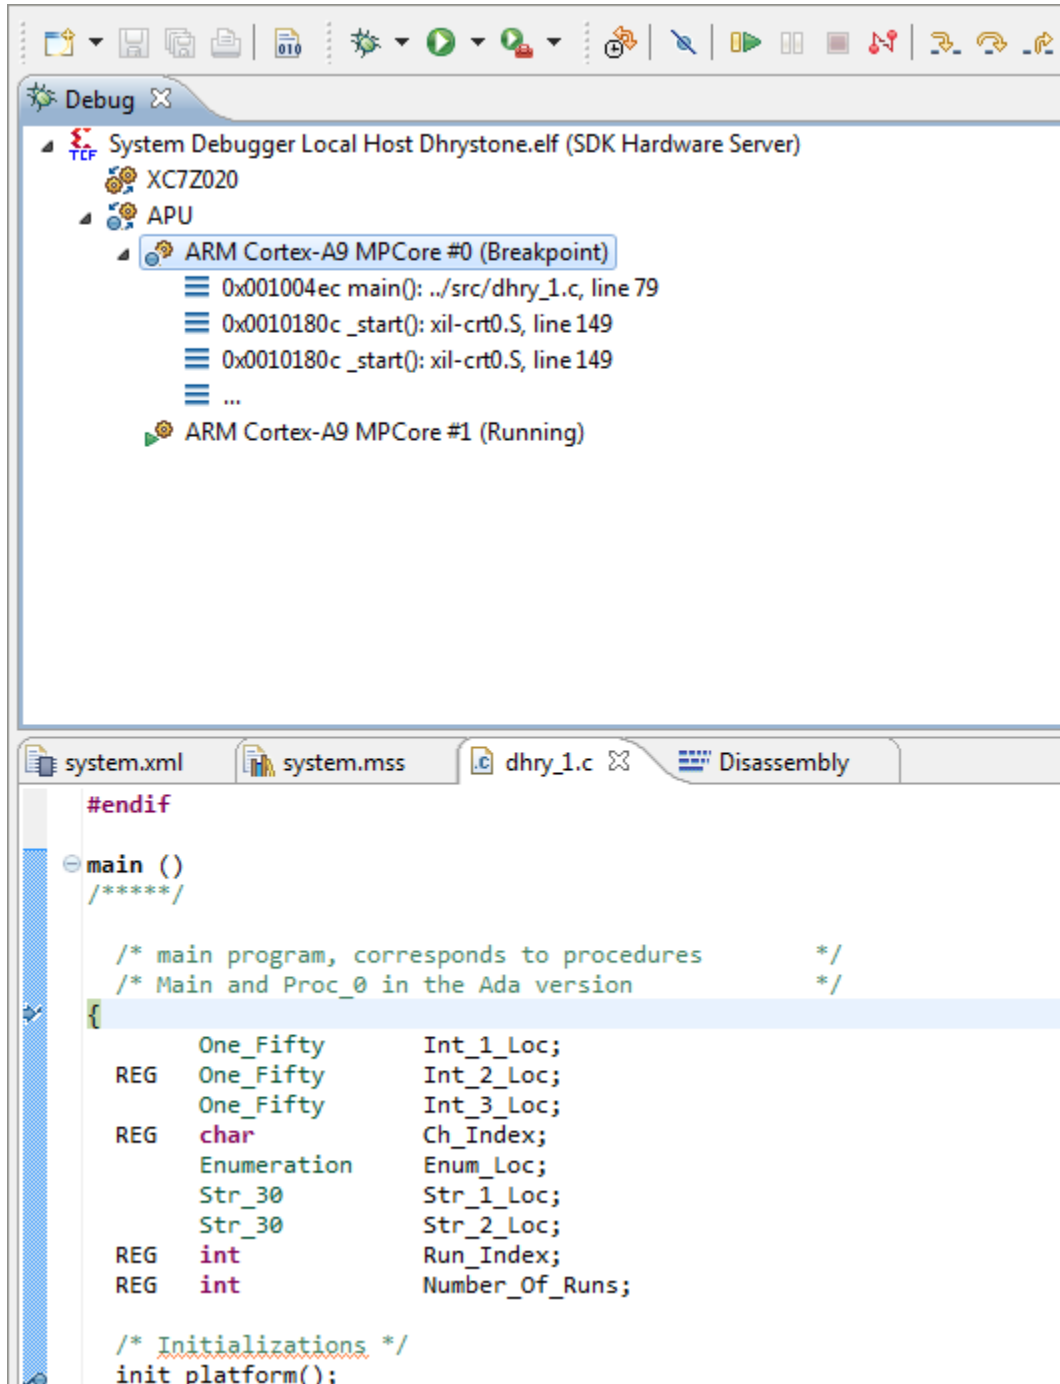 010
Debug
TCF System Debugger Local Host Dhrystone.elf (SDK Hardware Server)
XC7Z020
APU
ARM Cortex-A9 MPCore #0 (Breakpoint)
0x001004ec main(): ../src/dhry_1.c, line 79
0x0010180c _start(): xil-crt0.S, line 149
0x0010180c _start(): xil-crt0.S, line 149
...
ARM Cortex-A9 MPCore #1 (Running)
system.xml system.mss .c dhry_1.c Disassembly
#endif
main ()
/*****/
/* main program, corresponds to procedures */
/* Main and Proc_0 in the Ada version */
{
One_Fifty Int_1_Loc;
REG One_Fifty Int_2_Loc;
One_Fifty Int_3_Loc;
REG char Ch_Index;
Enumeration Enum_Loc;
Str_30 Str_1_Loc;
Str_30 Str_2_Loc;
REG int Run_Index;
REG int Number_Of_Runs;
/* Initializations */
init_platform();